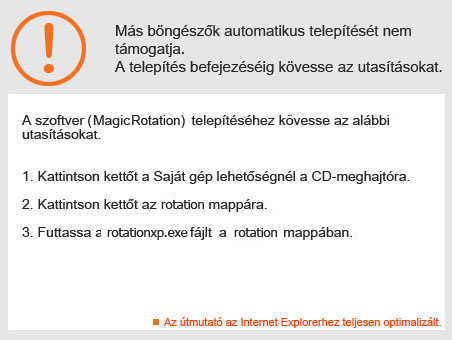 Más böngészők automatikus telepítését nem
támogatja.
A telepítés befejezéséig kövesse az utasításokat.
A szoftver (MagicRotation) telepítéséhez kövesse az alábbi
utasításokat.
1. Kattintson kettőt a Saját gép lehetőségnél a CD-meghajtóra.
2. Kattintson kettőt az rotation mappára.
3. Futtassa a rotationxp.exe fájlt a rotation mappában.
Az útmutató az Internet Explorerhez teljesen optimalizált.